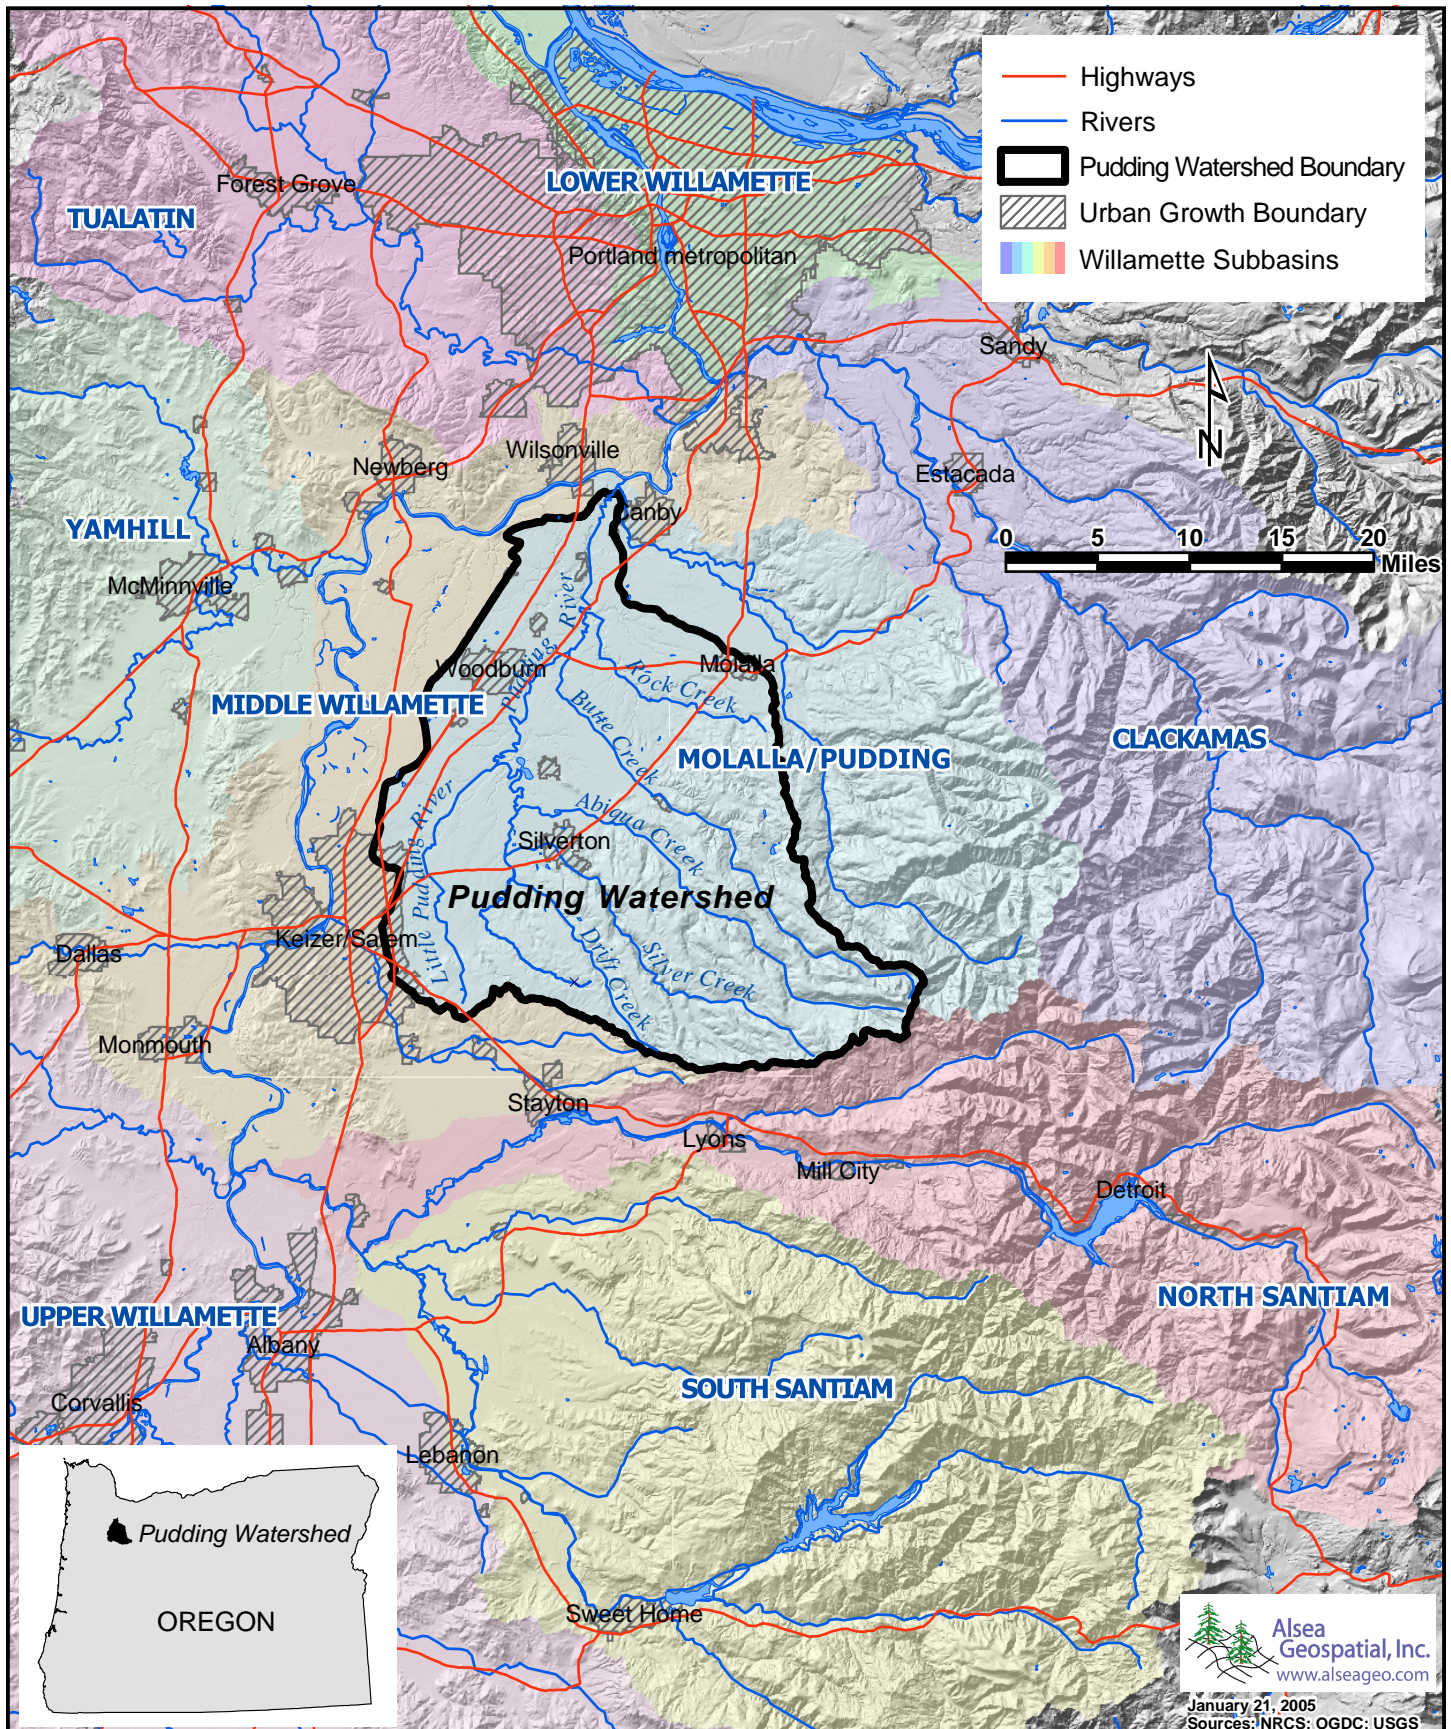 Highways
Rivers
Pudding Watershed Boundary
Urban Growth Boundary
Willamette Subbasins
Forest Grove
LOWER WILLAMETTE
TUALATIN
Portland metropolitan
Sandy
N
Wilsonville
Newberg
Estacada
Canby
YAMHILL
0 5 10 15 20
Miles
McMinnville
Pudding River
Woodburn
Molalla
Rock Creek
MIDDLE WILLAMETTE
Butte Creek
CLACKAMAS
MOLALLA/PUDDING
Abiqua Creek
Little Pudding River
Silverton
Pudding Watershed
Keizer/Salem
Dallas
Drift Creek
Silver Creek
Monmouth
Stayton
Lyons
Mill City
Detroit
NORTH SANTIAM
UPPER WILLAMETTE
Albany
SOUTH SANTIAM
Corvallis
Lebanon
Pudding Watershed
OREGON
Sweet Home
Alsea
Geospatial, Inc.
www.alseageo.com
January 21, 2005
Sources: NRCS; OGDC; USGS